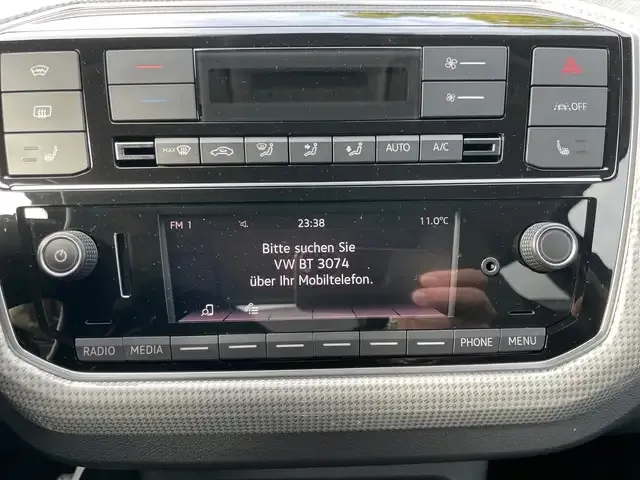 MAX
AUTO
A/C
OFF
FM 1
23:38
11.0°C
Bitte suchen Sie
VW BT 3074
über Ihr Mobiltelefon.
RADIO
MEDIA
PHONE
MENU